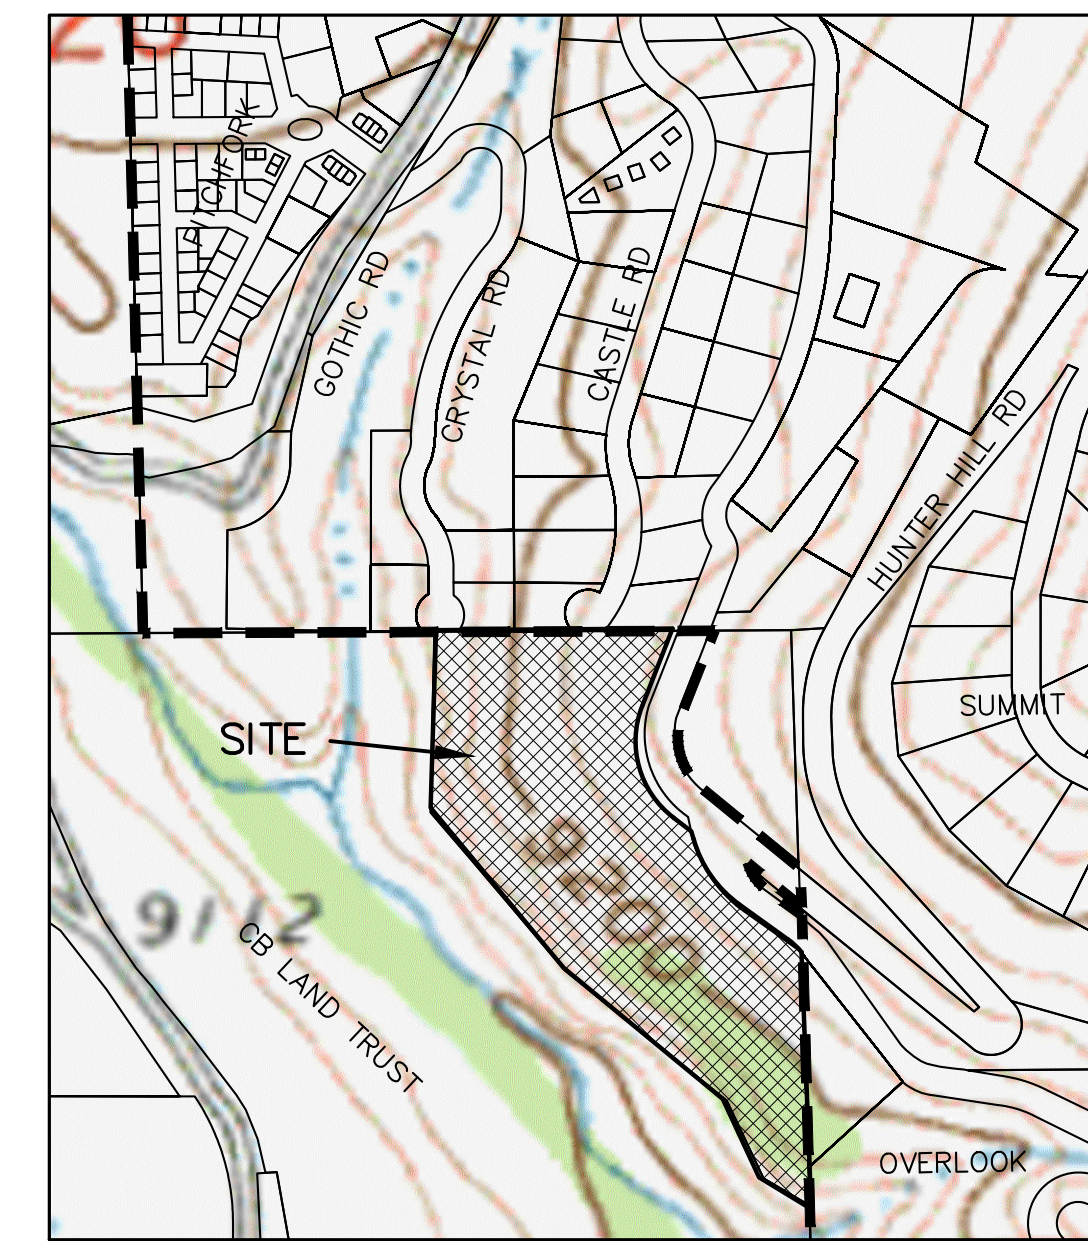 PITCHFORK
GOTHIC RD
CRYSTAL RD
CASTLE RD
HUNTER HILL RD
SUMMIT
SITE
9200
9112
CB LAND TRUST
OVERLOOK